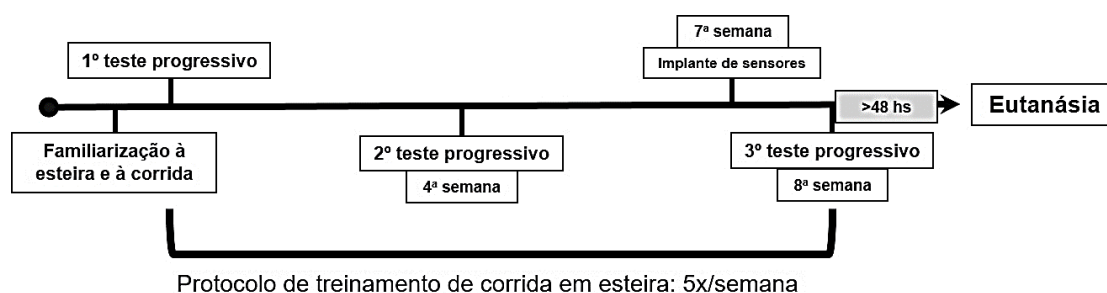 7ª semana
1º teste progressivo
Implante de sensores
>48 hs
Eutanásia
Familiarização à
esteira e à corrida
2º teste progressivo
4ª semana
3º teste progressivo
8ª semana
Protocolo de treinamento de corrida em esteira: 5x/semana